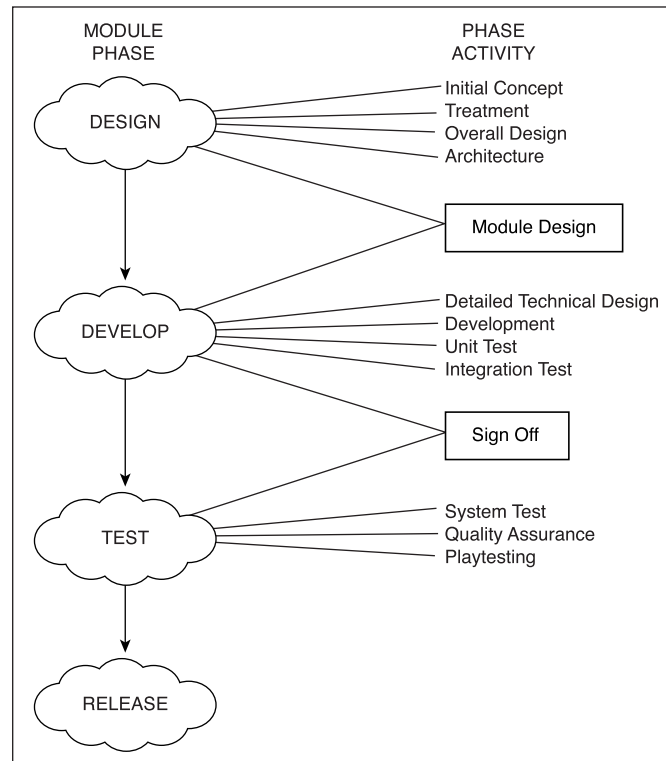 MODULE
PHASE
PHASE
ACTIVITY
DESIGN
Initial Concept
Treatment
Overall Design
Architecture
Module Design
DEVELOP
Detailed Technical Design
Development
Unit Test
Integration Test
Sign Off
TEST
System Test
Quality Assurance
Playtesting
RELEASE